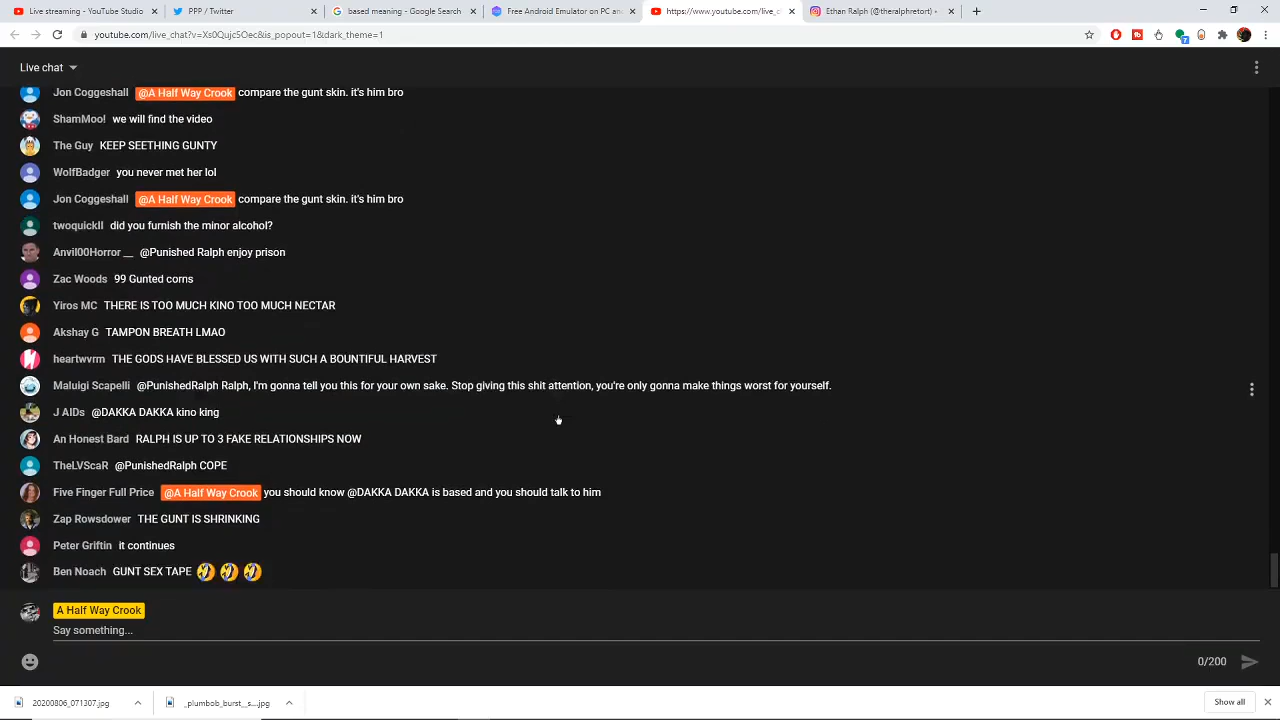 Live streaming - YouTube Studio
PPP / Twitter
based meaning - Google Search
Free Android Emulator on PC and
https://www.youtube.com/live_c
Ethan Ralph (@theralphretort) •
youtube.com/live_chat?v=Xs0Qujc5Oec&is_popout=1&dark_theme=1
Live chat
Jon Coggeshall @A Half Way Crook compare the gunt skin. it's him bro
ShamMoo! we will find the video
The Guy KEEP SEETHING GUNTY
WolfBadger you never met her lol
Jon Coggeshall @A Half Way Crook compare the gunt skin. it's him bro
twoquickII did you furnish the minor alcohol?
Anvil00Horror __ @Punished Ralph enjoy prison
Zac Woods 99 Gunted corns
Yiros MC THERE IS TOO MUCH KINO TOO MUCH NECTAR
Akshay G TAMPON BREATH LMAO
heartwvrm THE GODS HAVE BLESSED US WITH SUCH A BOUNTIFUL HARVEST
Maluigi Scapelli @PunishedRalph Ralph, I'm gonna tell you this for your own sake. Stop giving this shit attention, you're only gonna make things worst for yourself.
J AIDs @DAKKA DAKKA kino king
An Honest Bard RALPH IS UP TO 3 FAKE RELATIONSHIPS NOW
TheLVScaR @PunishedRalph COPE
Five Finger Full Price @A Half Way Crook you should know @DAKKA DAKKA is based and you should talk to him
Zap Rowsdower THE GUNT IS SHRINKING
Peter Griftin it continues
Ben Noach GUNT SEX TAPE
A Half Way Crook
Say something...
0/200
20200806_071307.jpg
_plumbob_burst__s....jpg
Show all